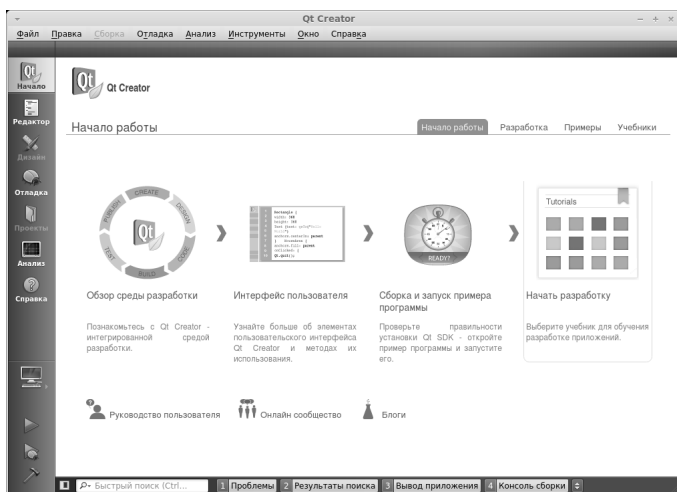 Qt Creator
Файл Правка Сборка Отладка Анализ Инструменты Окно Справка
Qt
Начало
Редактор
Дизайн
Отладка
Проекты
Анализ
Справка
Qt Qt Creator
Начало работы
Начало работы Разработка Примеры Учебники
CREATE
DESIGN
CODE
BUILD
TEST
PUBLISH
Qt
READY?
Tutorials
Обзор среды разработки
Познакомьтесь с Qt Creator -
интегрированной средой
разработки.
Интерфейс пользователя
Узнайте больше об элементах
пользовательского интерфейса
Qt Creator и методах их
использования.
Сборка и запуск примера
программы
Проверьте правильности
установки Qt SDK - откройте
пример программы и запустите
его.
Начать разработку
Выберите учебник для обучения
разработке приложений.
Руководство пользователя Онлайн сообщество Блоги
Быстрый поиск (Ctrl... 1 Проблемы 2 Результаты поиска 3 Вывод приложения 4 Консоль сборки